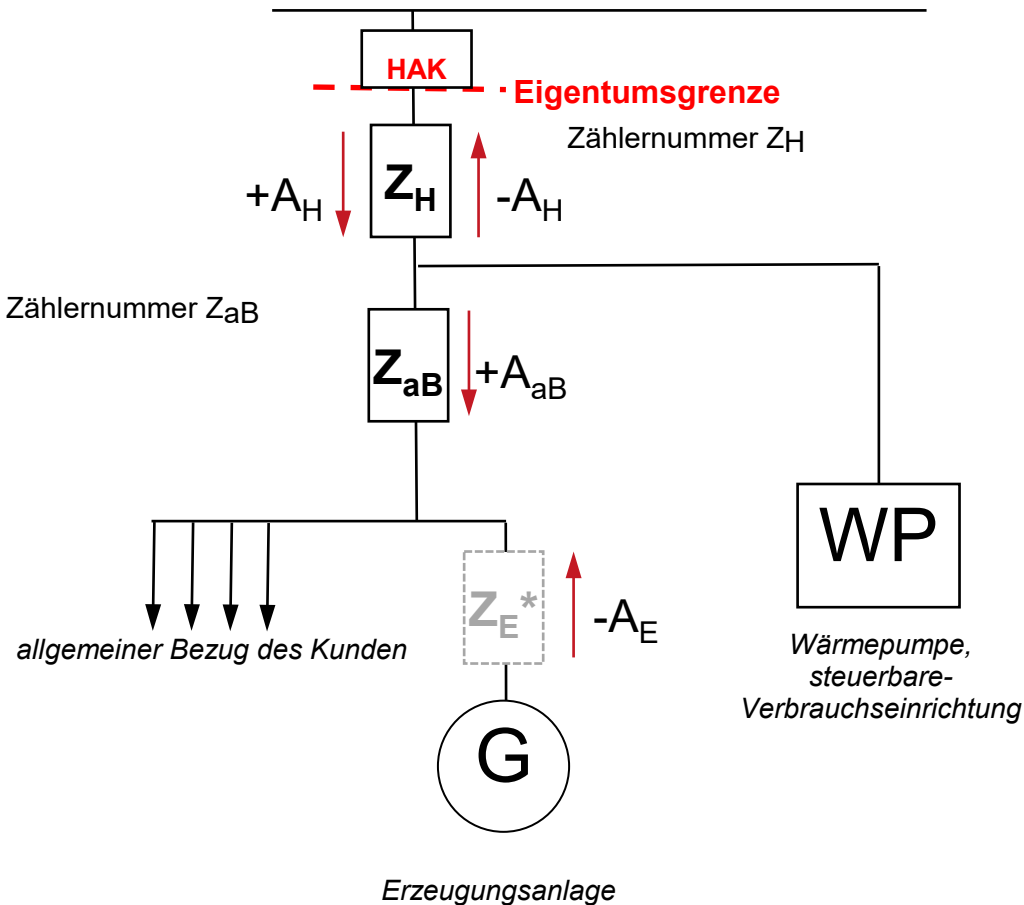 HAK
Eigentumsgrenze
Zählernummer ZH
+AH
ZH
-AH
Zählernummer ZaB
ZaB
+AaB
WP
ZE*
-AE
allgemeiner Bezug des Kunden
Wärmepumpe,
steuerbare-
Verbrauchseinrichtung
G
Erzeugungsanlage